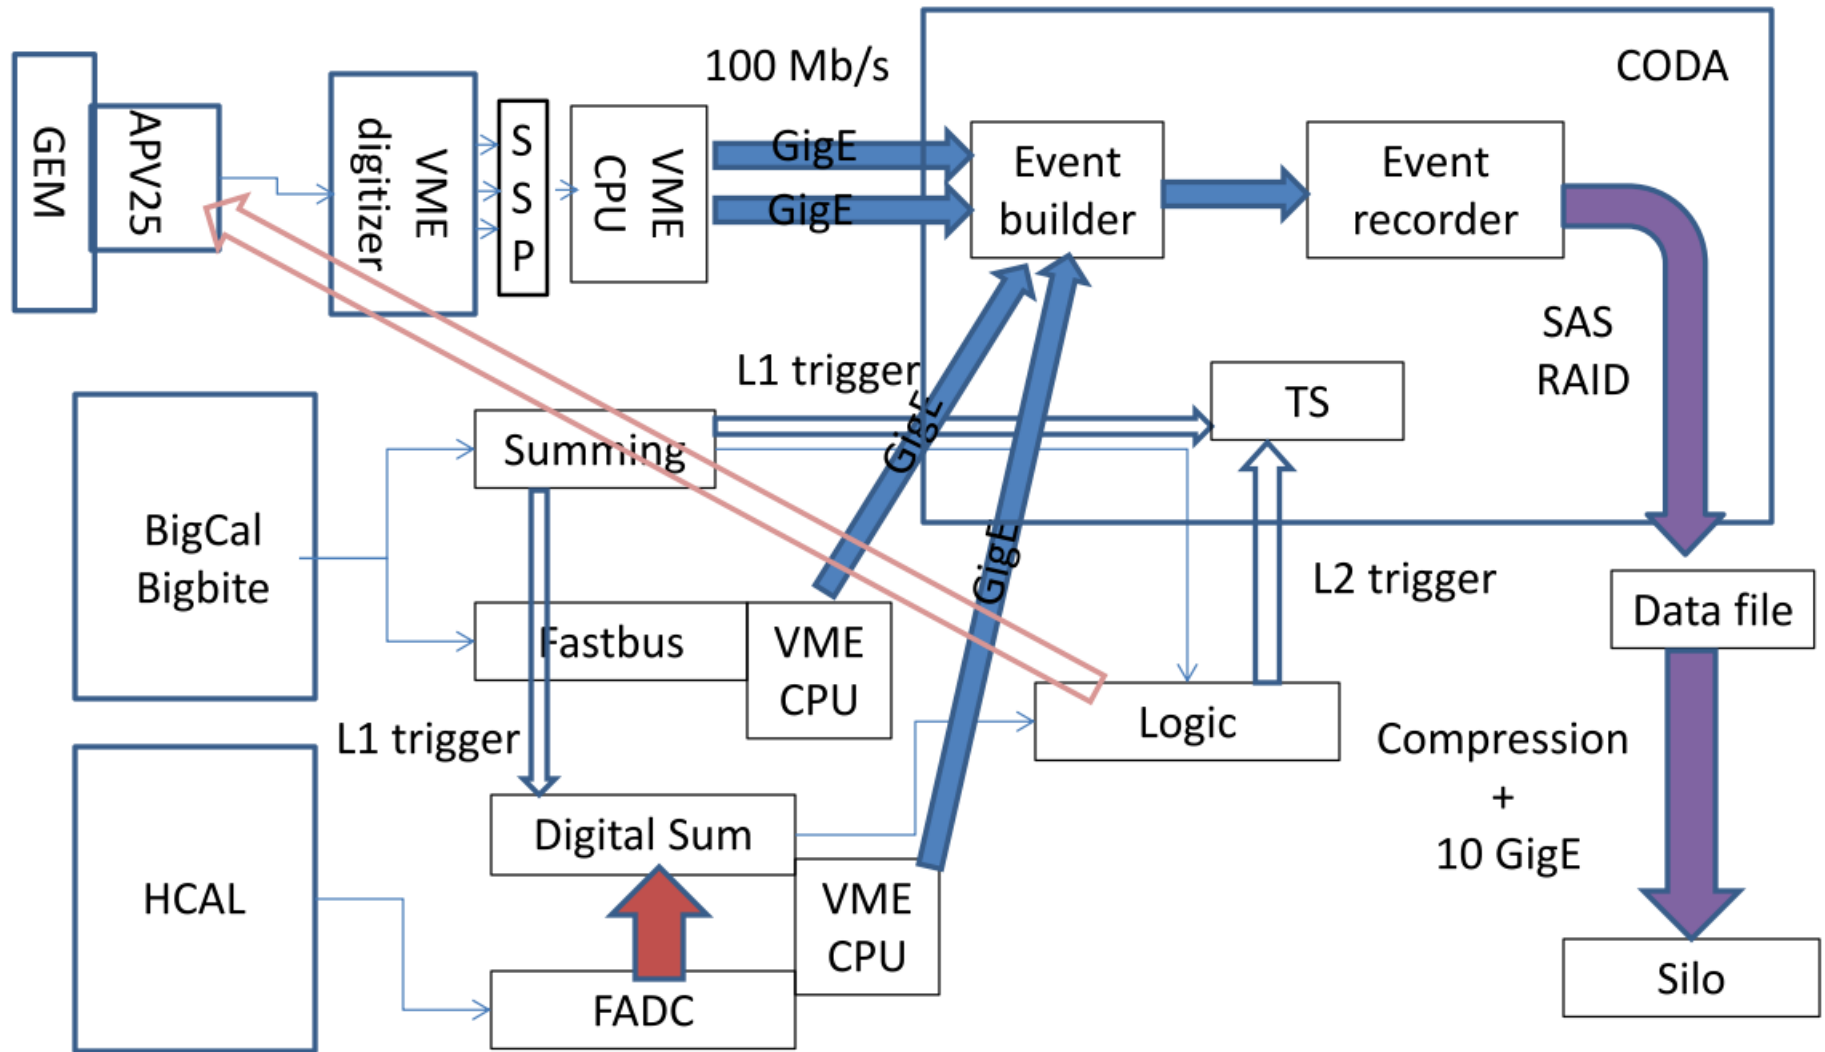 100 Mb/s
CODA
GEM
APV25
VME
digitizer
S
S
P
VME
CPU
GigE
GigE
Event
builder
Event
recorder
SAS
RAID
L1 trigger
TS
GigE
Summing
BigCal
Bigbite
GigE
L2 trigger
Data file
Fastbus
VME
CPU
L1 trigger
Logic
Compression
+
10 GigE
Digital Sum
HCAL
VME
CPU
FADC
Silo